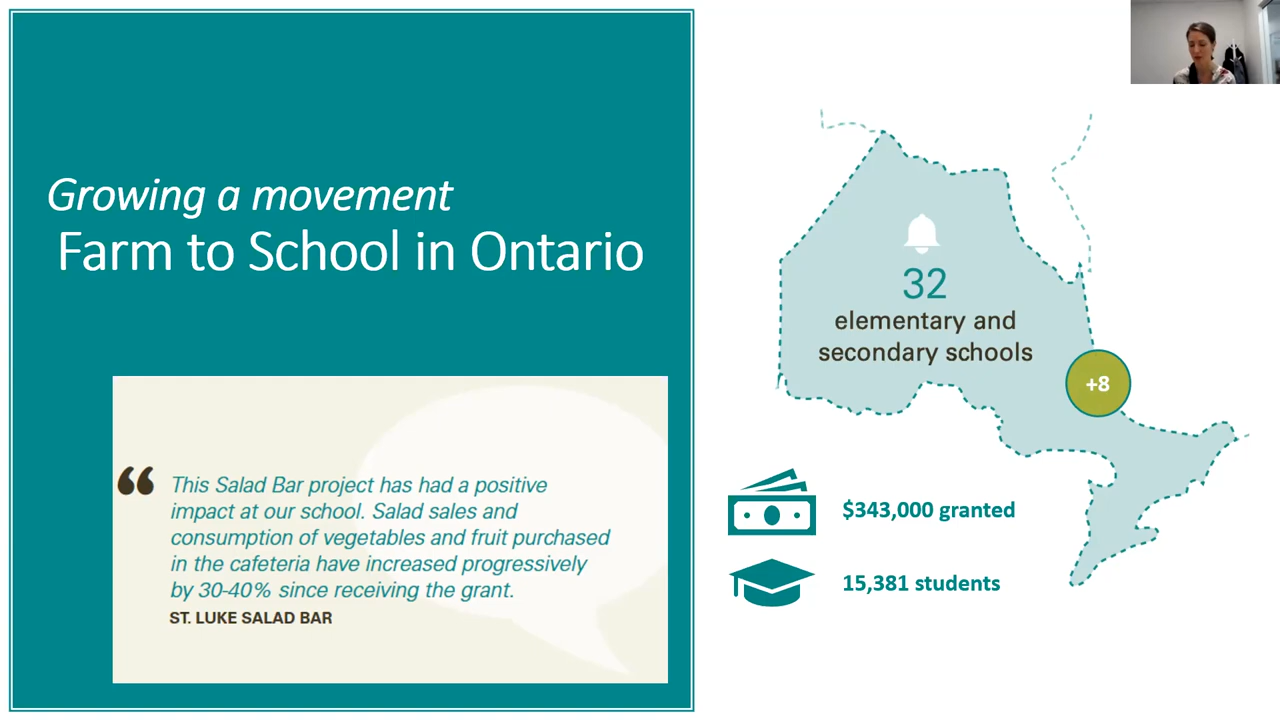 Growing a movement
Farm to School in Ontario
“ This Salad Bar project has had a positive
impact at our school. Salad sales and
consumption of vegetables and fruit purchased
in the cafeteria have increased progressively
by 30-40% since receiving the grant.
ST. LUKE SALAD BAR
32
elementary and
secondary schools
+8
$343,000 granted
15,381 students